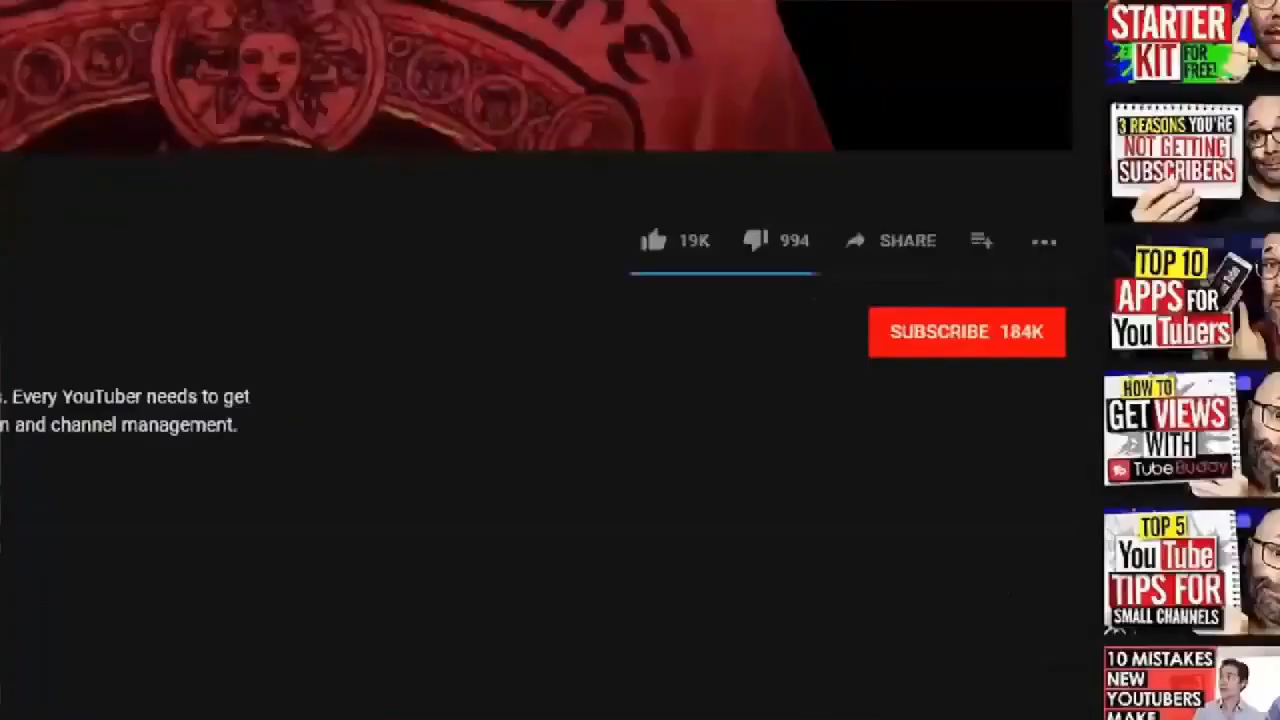 19K
994
SHARE
SUBSCRIBE 184K
. Every YouTuber needs to get
n and channel management.
STARTER
KIT FOR
FREE!
3 REASONS YOU'RE
NOT GETTING
SUBSCRIBERS
TOP 10
APPS FOR
YouTubers
HOW TO
GET VIEWS
WITH
TubeBuddy
TOP 5
YouTube
TIPS FOR
SMALL CHANNELS
10 MISTAKES
NEW
YOUTUBERS
MAKE